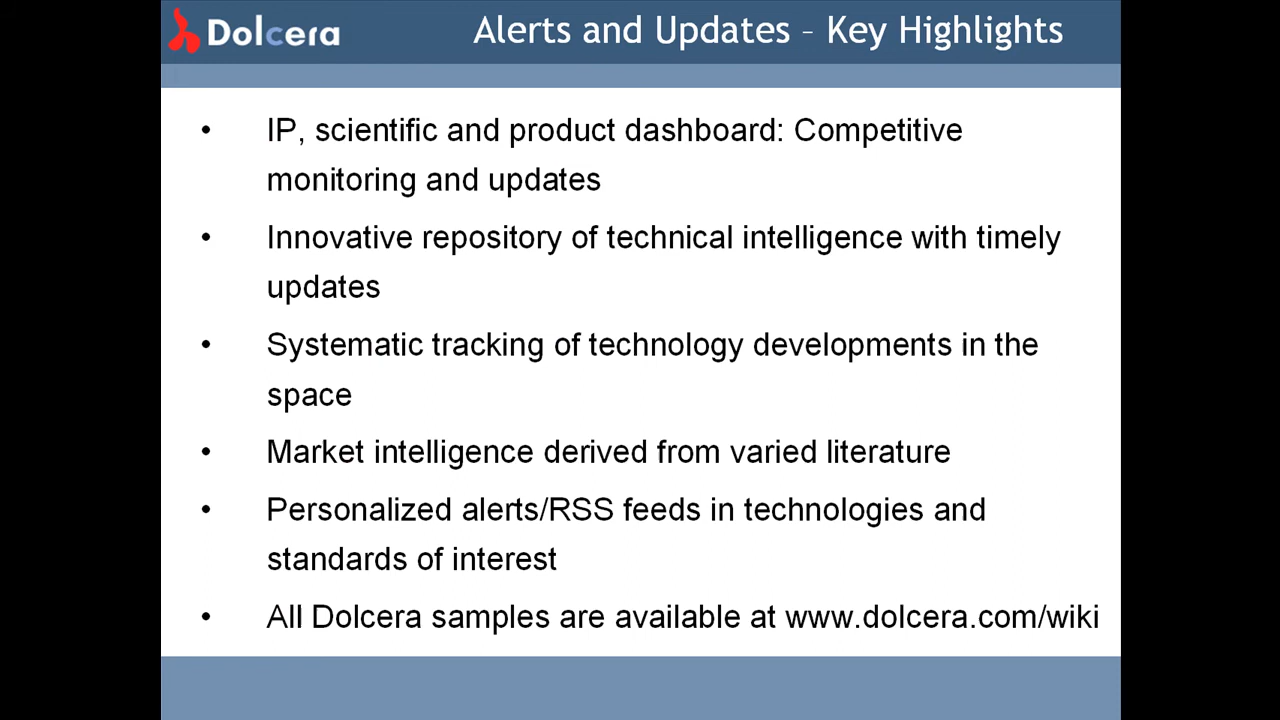 Dolcera
Alerts and Updates – Key Highlights
• IP, scientific and product dashboard: Competitive
monitoring and updates
• Innovative repository of technical intelligence with timely
updates
• Systematic tracking of technology developments in the
space
• Market intelligence derived from varied literature
• Personalized alerts/RSS feeds in technologies and
standards of interest
• All Dolcera samples are available at www.dolcera.com/wiki